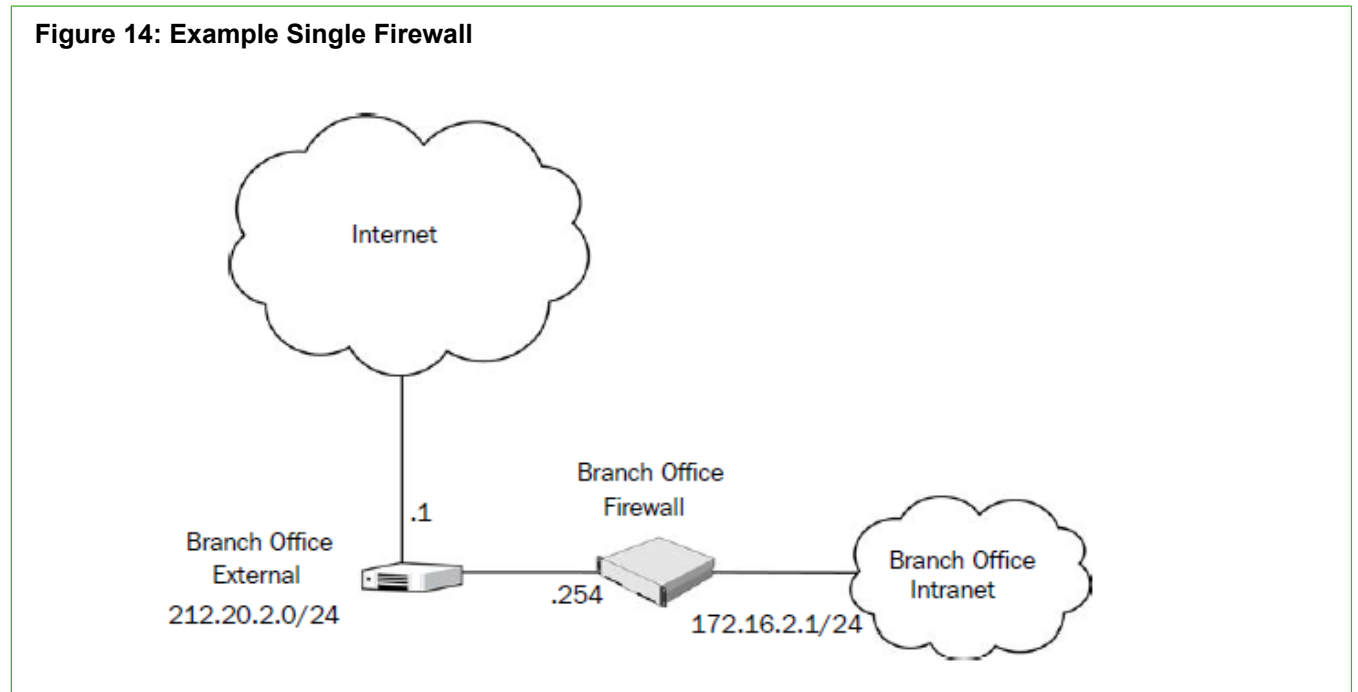 Figure 14: Example Single Firewall
Internet
.1
Branch Office
External
212.20.2.0/24
.254
Branch Office
Firewall
172.16.2.1/24
Branch Office
Intranet